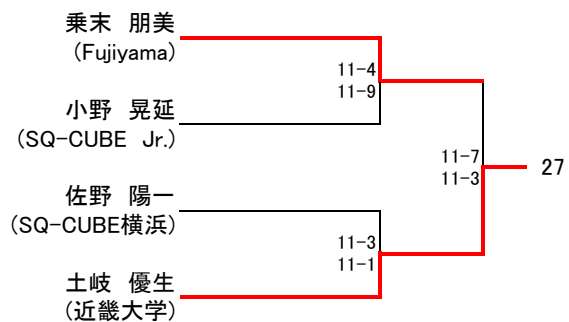 乗末 朋美
(Fujiyama)
11-4
11-9
小野 晃延
(SQ-CUBE Jr.)
11-7
11-3
27
佐野 陽一
(SQ-CUBE横浜)
11-3
11-1
土岐 優生
(近畿大学)